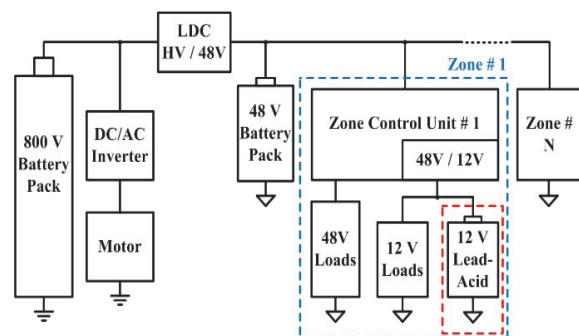 LDC
HV / 48V
Zone # 1
800 V
Battery
Pack
DC/AC
Inverter
Motor
48 V
Battery
Pack
Zone Control Unit # 1
48V / 12V
Zone #
N
48V
Loads
12 V
Loads
12 V
Lead-
Acid